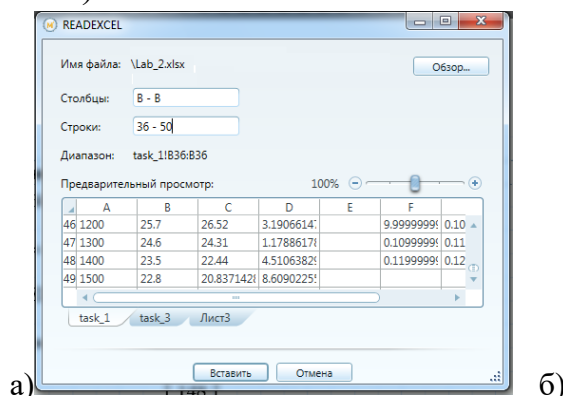 READEXCEL
Имя файла: \Lab_2.xlsx Обзор...
Столбцы: B - B
Строки: 36 - 50
Диапазон: task_1!B36:B36
Предварительный просмотр: 100%
A B C D E F
46 1200 25.7 26.52 3.19066147 9.9999999 0.10
47 1300 24.6 24.31 1.17886178 0.1099999 0.11
48 1400 23.5 22.44 4.5106382 0.1199999 0.12
49 1500 22.8 20.8371428 8.6090225
task_1 task_3 Лист3
Вставить Отмена
а) б)